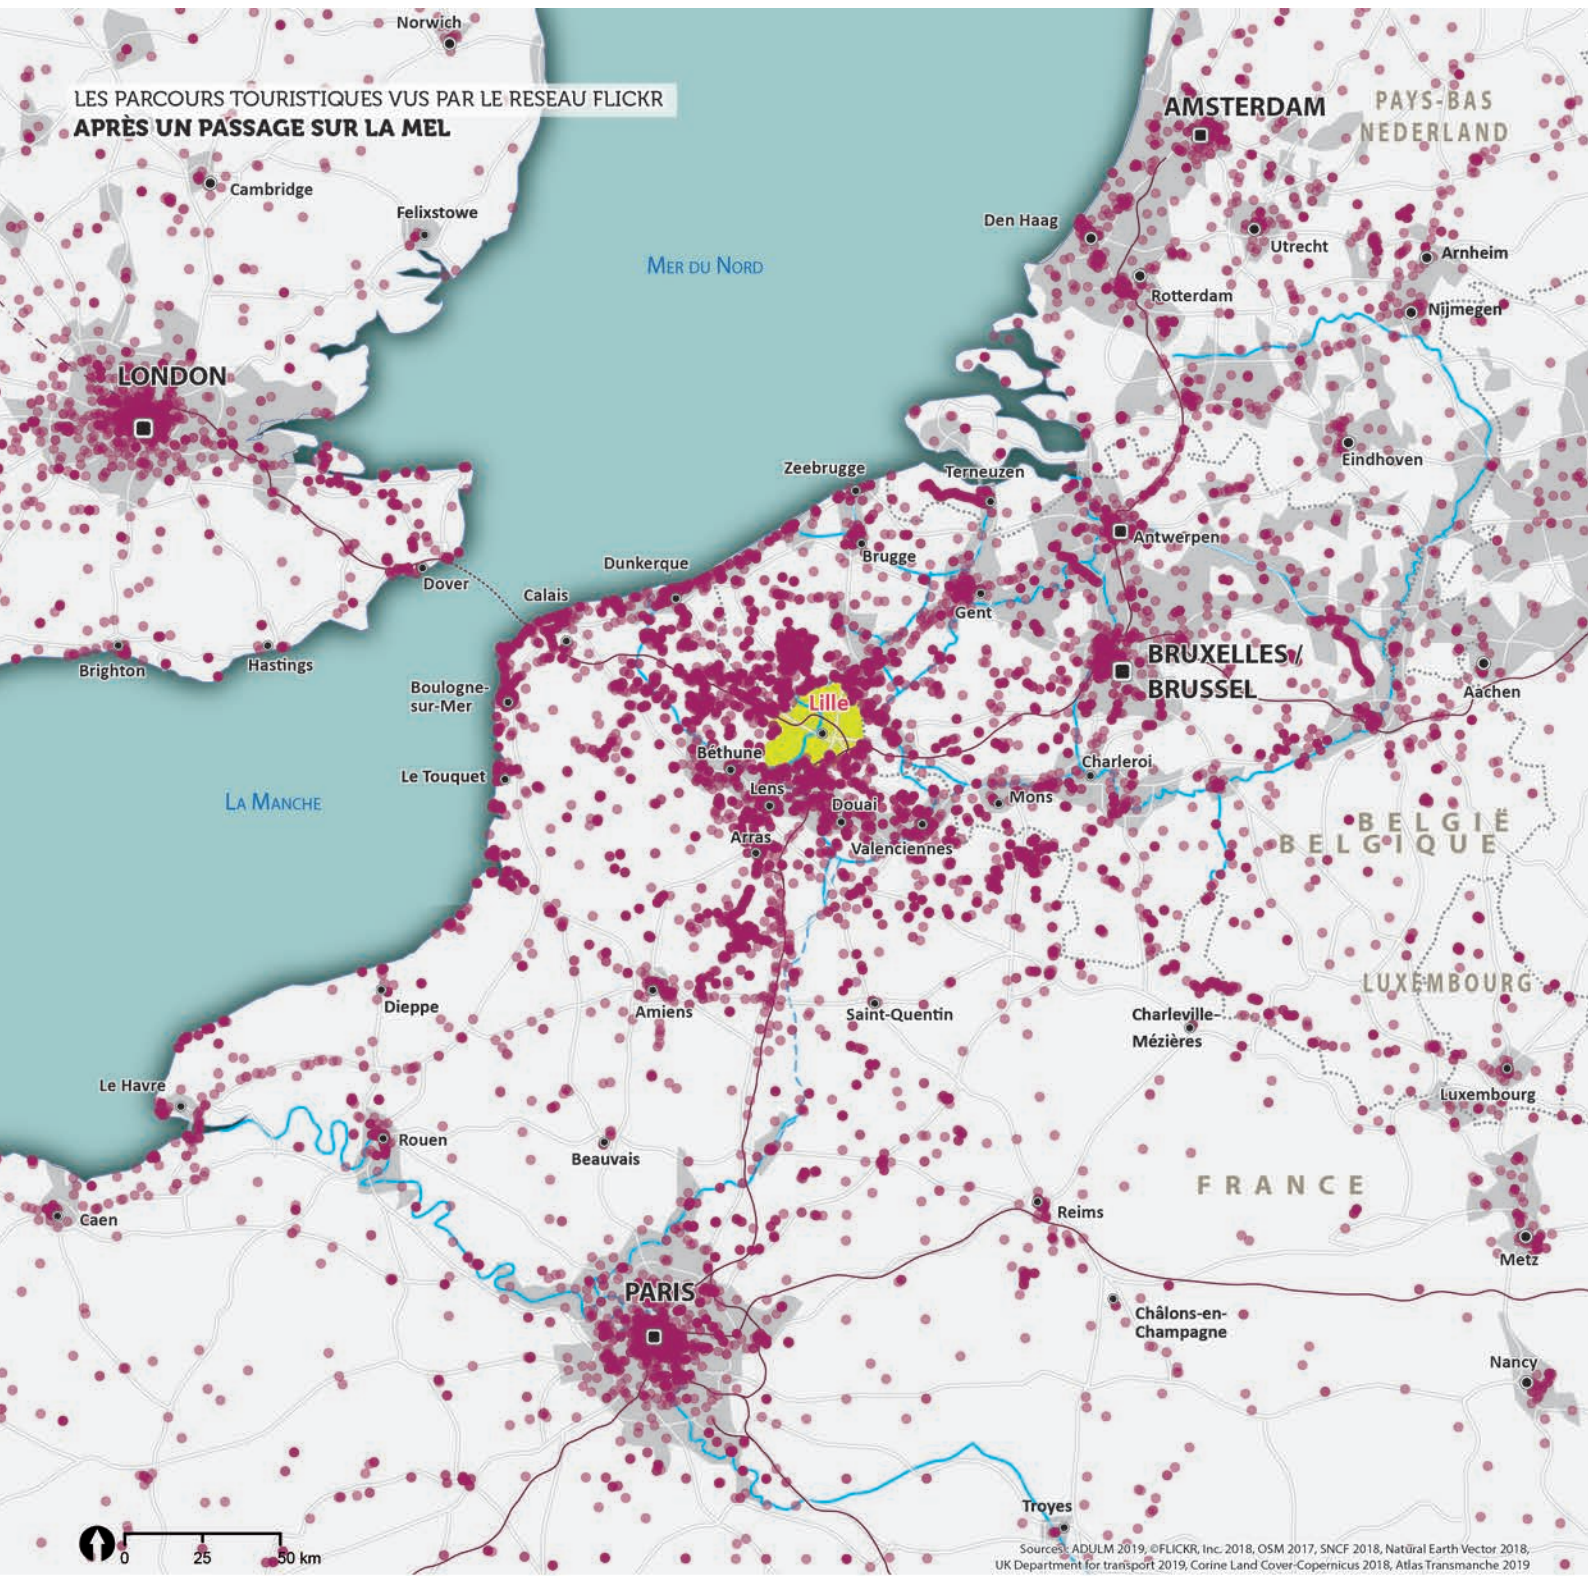 Norwich
LES PARCOURS TOURISTIQUES VUS PAR LE RESEAU FLICKR
APRÈS UN PASSAGE SUR LA MEL
AMSTERDAM
PAYS-BAS
NEDERLAND
Cambridge
Felixstowe
Den Haag
Utrecht
Arnheim
MER DU NORD
Rotterdam
Nijmegen
LONDON
Eindhoven
Zeebrugge
Terneuzen
Antwerpen
Brugge
Dunkerque
Dover
Calais
Gent
Brighton
Hastings
BRUXELLES /
BRUSSEL
Aachen
Boulogne-
sur-Mer
Lille
Béthune
Charleroi
Le Touquet
Lens
Mons
LA MANCHE
Douai
Arras
Valenciennes
BELGIË
BELGIQUE
LUXEMBOURG
Dieppe
Amiens
Saint-Quentin
Charleville-
Mézières
Le Havre
Luxembourg
Rouen
Beauvais
FRANCE
Caen
Reims
Metz
PARIS
Châlons-en-
Champagne
Nancy
Troyes
0 25 50 km
Sources : ADULM 2019, ©FLICKR, Inc. 2018, OSM 2017, SNCF 2018, Natural Earth Vector 2018,
UK Department for transport 2019, Corine Land Cover-Copernicus 2018, Atlas Transmanche 2019